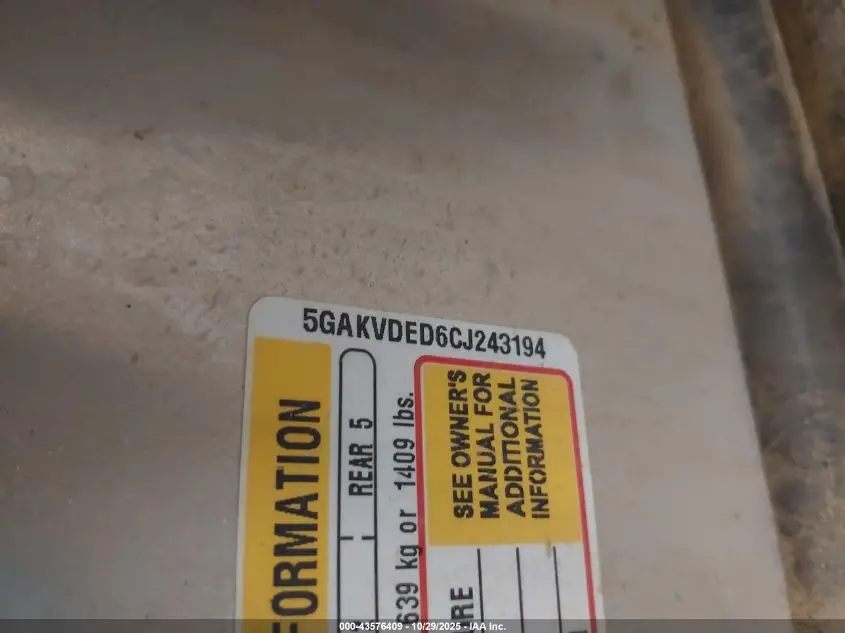 5GAKVDED6CJ243194
FORMATION
REAR 5
639 kg or 1409 lbs.
SEE OWNER'S
MANUAL FOR
ADDITIONAL
INFORMATION
000-43576409 - 10/29/2025 - IAA Inc.